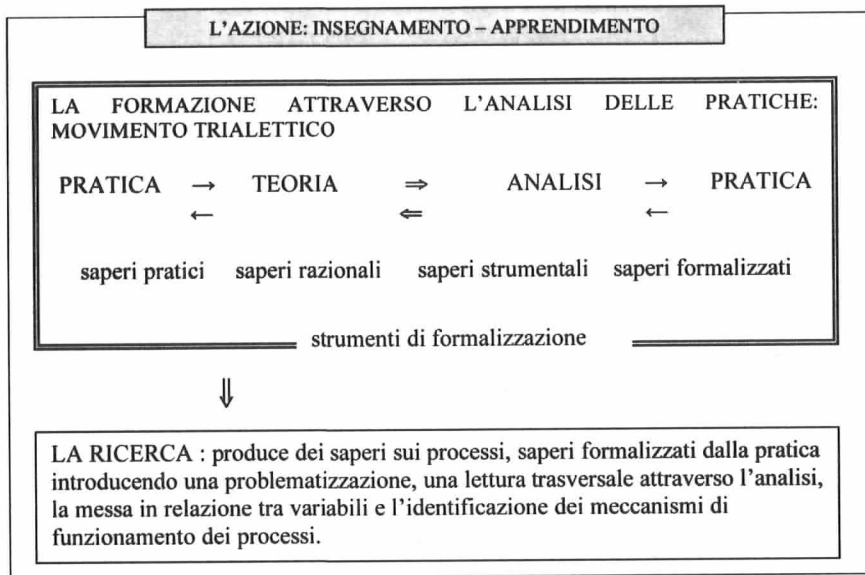 L'AZIONE: INSEGNAMENTO – APPRENDIMENTO
LA FORMAZIONE ATTRAVERSO L'ANALISI DELLE PRATICHE:
MOVIMENTO TRIALETTICO
PRATICA → TEORIA ⇒ ANALISI → PRATICA
← ⇐ ←
saperi pratici saperi razionali saperi strumentali saperi formalizzati
strumenti di formalizzazione
⇓
LA RICERCA : produce dei saperi sui processi, saperi formalizzati dalla pratica
introducendo una problematizzazione, una lettura trasversale attraverso l'analisi,
la messa in relazione tra variabili e l'identificazione dei meccanismi di
funzionamento dei processi.